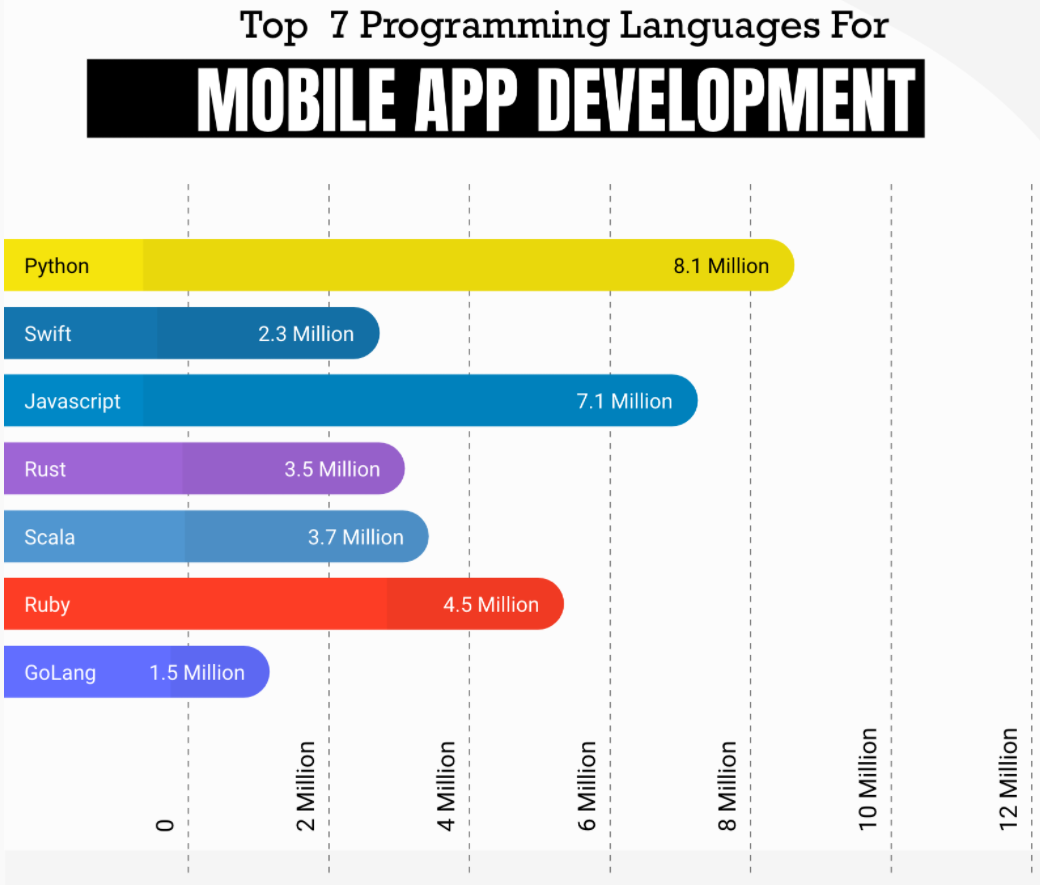 Top 7 Programming Languages For
MOBILE APP DEVELOPMENT
Python 8.1 Million
Swift 2.3 Million
Javascript 7.1 Million
Rust 3.5 Million
Scala 3.7 Million
Ruby 4.5 Million
GoLang 1.5 Million
0
2 Million
4 Million
6 Million
8 Million
10 Million
12 Million